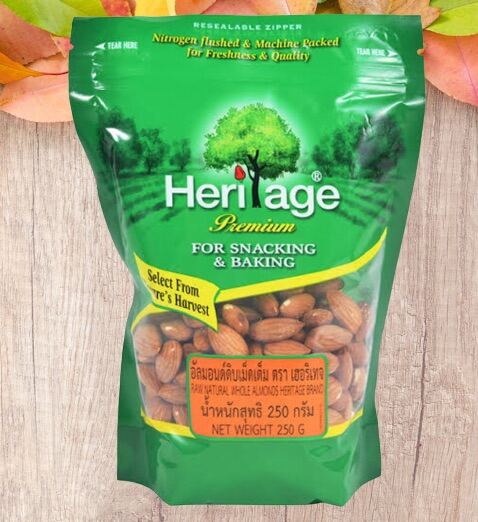 RESEALABLE ZIPPER
TEAR HERE
TEAR HERE
Nitrogen flushed & Machine Packed
for Freshness & Quality
Heritage®
Premium
FOR SNACKING
& BAKING
Select From
re's Harvest
อัลมอนด์ดิบเม็ดเต็ม ตรา เฮอริเทจ
RAW NATURAL WHOLE ALMONDS HERITAGE BRAND
น้ำหนักสุทธิ 250 กรัม
NET WEIGHT 250 G